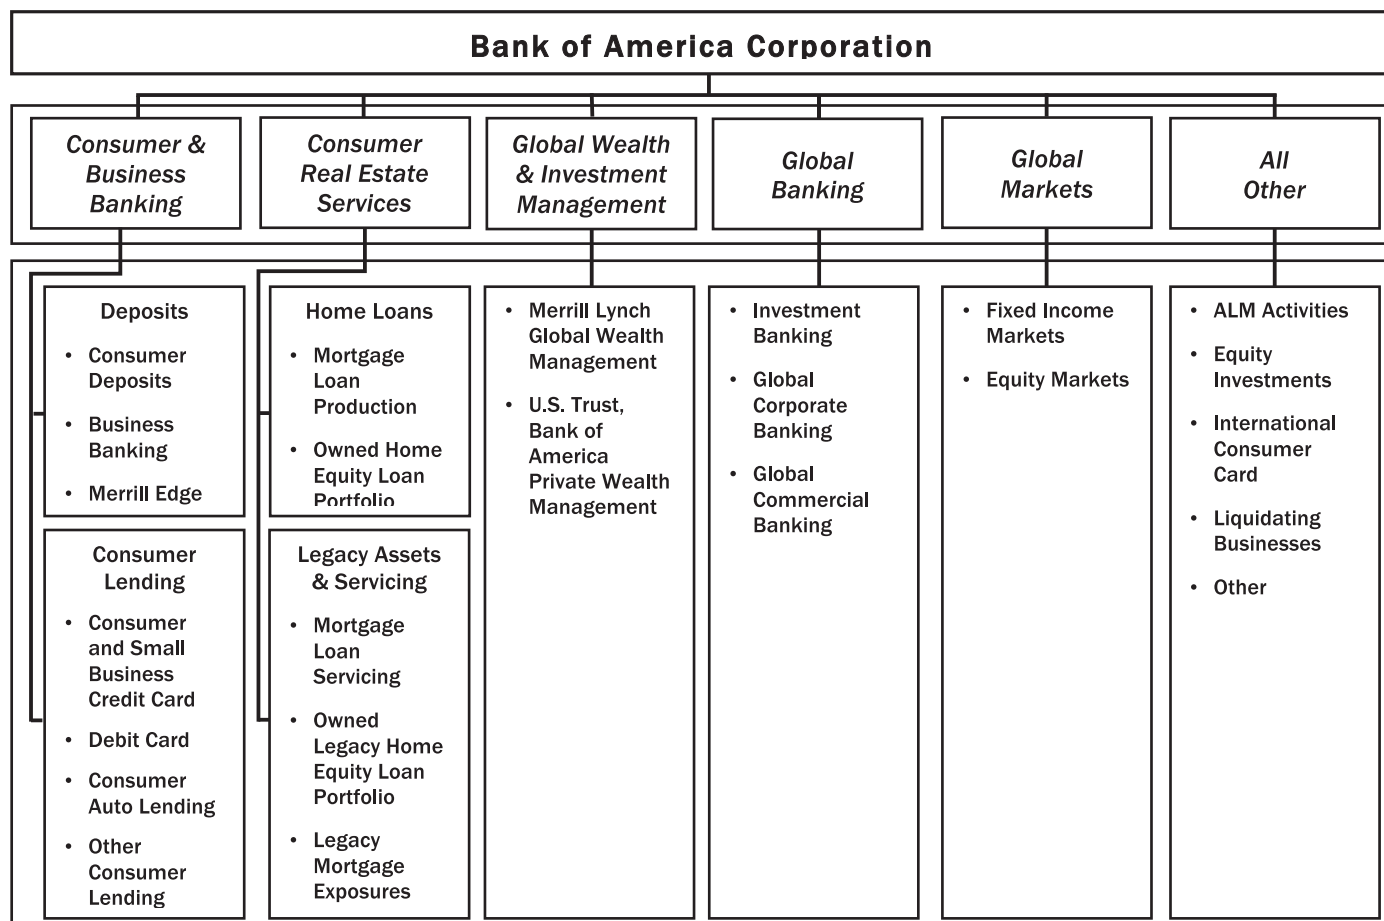 Bank of America Corporation
Consumer &
Business
Banking
Consumer
Real Estate
Services
Global Wealth
& Investment
Management
Global
Banking
Global
Markets
All
Other
Deposits
• Consumer
Deposits
• Business
Banking
• Merrill Edge
Consumer
Lending
• Consumer
and Small
Business
Credit Card
• Debit Card
• Consumer
Auto Lending
• Other
Consumer
Lending
Home Loans
• Mortgage
Loan
Production
• Owned Home
Equity Loan
Portfolio
Legacy Assets
& Servicing
• Mortgage
Loan
Servicing
• Owned
Legacy Home
Equity Loan
Portfolio
• Legacy
Mortgage
Exposures
• Merrill Lynch
Global Wealth
Management
• U.S. Trust,
Bank of
America
Private Wealth
Management
• Investment
Banking
• Global
Corporate
Banking
• Global
Commercial
Banking
• Fixed Income
Markets
• Equity Markets
• ALM Activities
• Equity
Investments
• International
Consumer
Card
• Liquidating
Businesses
• Other